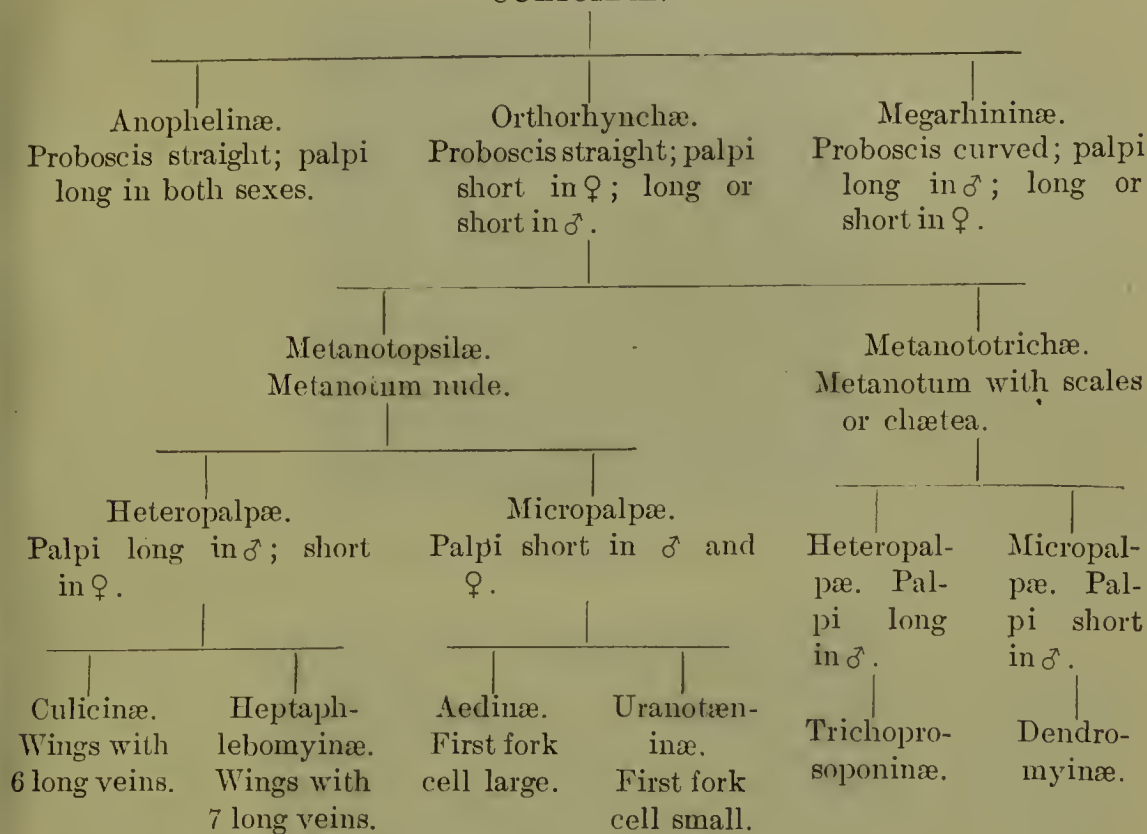 Anophelinæ.
Proboscis straight; palpi
long in both sexes.
Orthorhynchæ.
Proboscis straight; palpi
short in ♀; long or
short in ♂.
Megarhininæ.
Proboscis curved; palpi
long in ♂; long or
short in ♀.
Metanotopsilæ.
Metanotum nude.
Metanototrichæ.
Metanotum with scales
or chætea.
Heteropalpæ.
Palpi long in ♂; short
in ♀.
Micropalpæ.
Palpi short in ♂ and
♀.
Heteropal-
pæ. Pal-
pi long
in ♂.
Micropal-
pæ. Pal-
pi short
in ♂.
Culicinæ.
Wings with
6 long veins.
Heptaph-
lebomyinæ.
Wings with
7 long veins.
Aedinæ.
First fork
cell large.
Uranotæn-
inæ.
First fork
cell small.
Trichopro-
soponinæ.
Dendro-
myinæ.